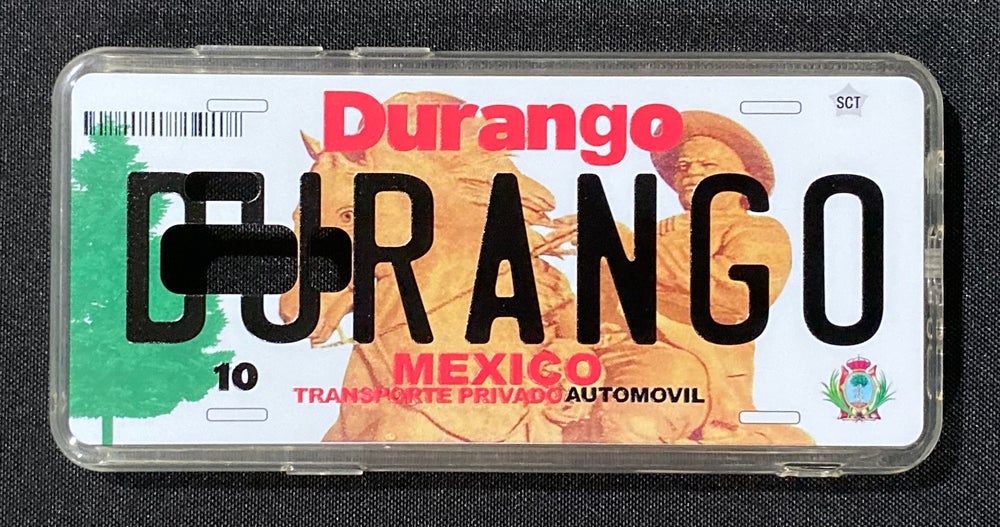 Durango
SCT
DURANGO
10
MEXICO
TRANSPORTE PRIVADO AUTOMOVIL